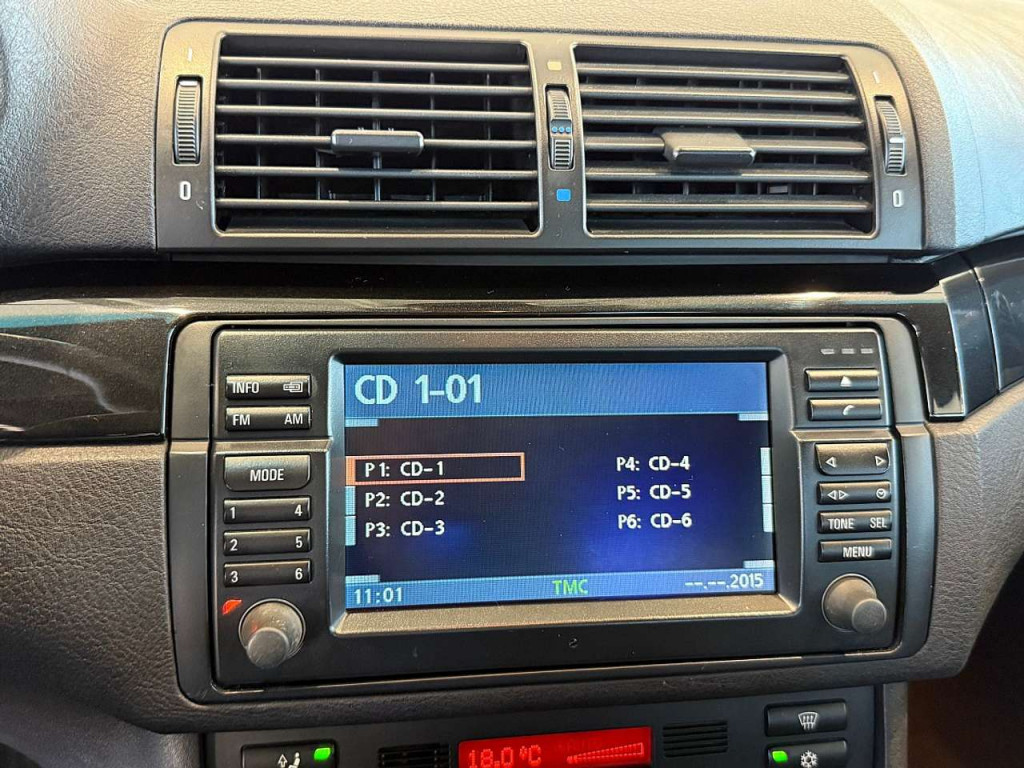 I
I
0
0
CD 1-01
INFO
FM AM
MODE
1 4
2 5
3 6
P1: CD-1
P2: CD-2
P3: CD-3
P4: CD-4
P5: CD-5
P6: CD-6
TONE SEL
MENU
11:01 TMC --.--.2015
18.0°C